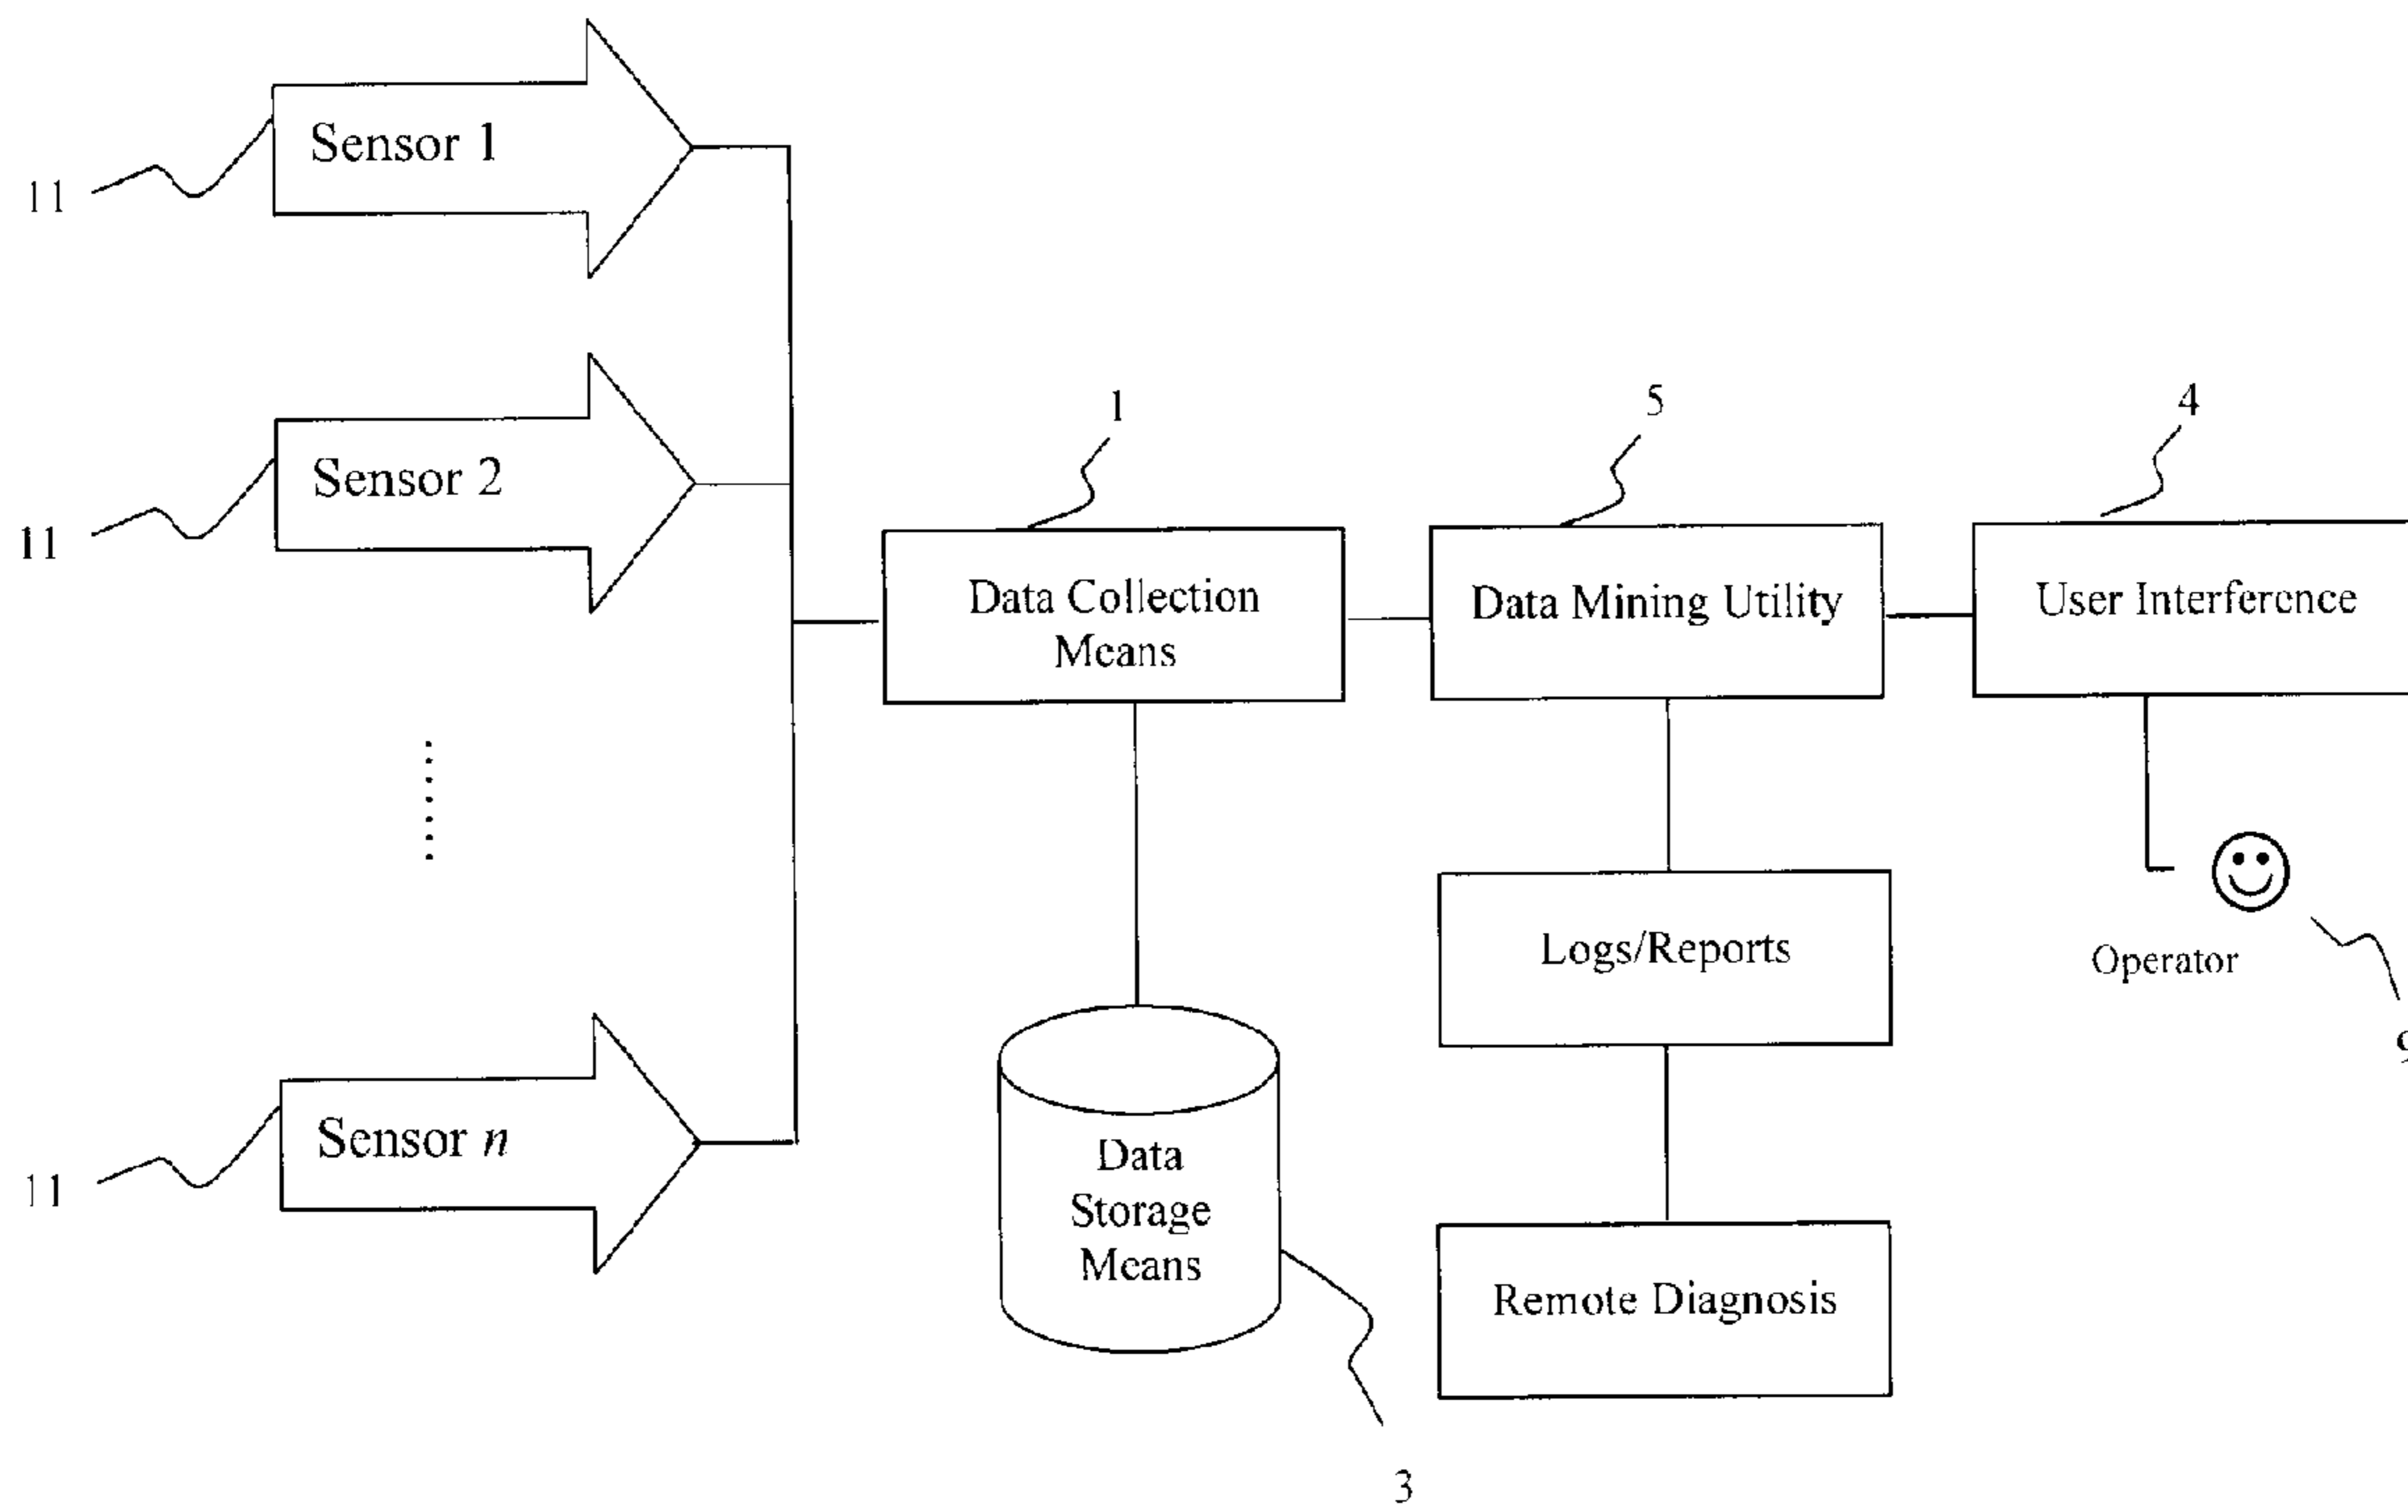 Sensor 1
11
Sensor 2
11
1
5
4
Data Collection
Means
Data Mining Utility
User Interference
Logs/Reports
Operator
Sensor n
11
Data
Storage
Means
Remote Diagnosis
3